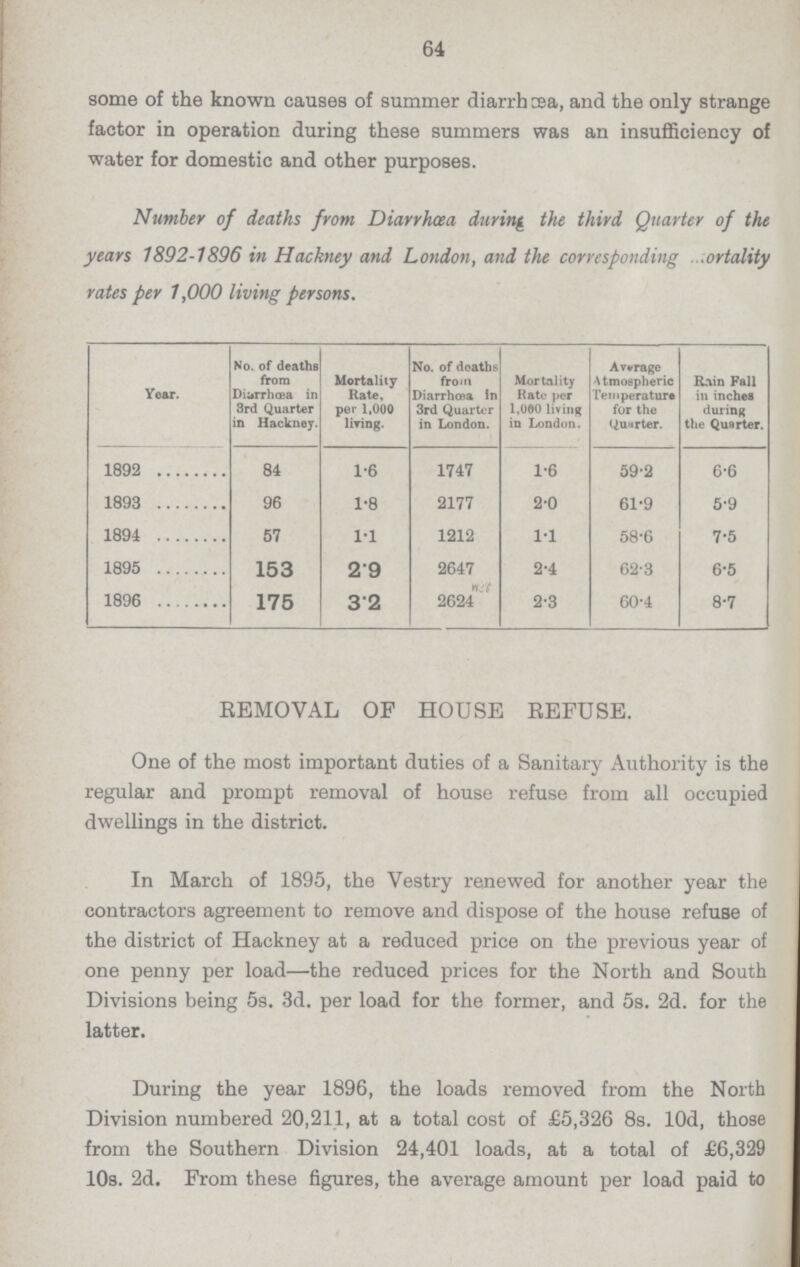 64
some of the known causes of summer diarrhœa, and the only strange
factor in operation during these summers was an insufficiency of
water for domestic and other purposes.
Number of deaths from Diarrhœa during the third Quarter of the
years 1892-1896 in Hackney and London, and the corresponding ..ortality
rates per 1,000 living persons.
Year. No. of deaths from Diarrhœa in 3rd Quarter in Hackney. Mortality Rate, per 1,000 living. No. of deaths from Diarrhœa in 3rd Quarter in London. Mortality Rate per 1,000 living in London. Average Atmospheric Temperature for the Quarter. Rain Fall in inches during the Quarter.
1892 ........ 84 1·6 1747 1·6 59·2 6·6
1893 ........ 96 1·8 2177 2·0 61·9 5·9
1894 ........ 57 1·1 1212 1·1 58·6 7·5
1895 ........ 153 2·9 2647 2·4 62·3 6·5
1896 ........ 175 3·2 2624 2·3 60·4 8·7
REMOVAL OF HOUSE REFUSE.
One of the most important duties of a Sanitary Authority is the
regular and prompt removal of house refuse from all occupied
dwellings in the district.
In March of 1895, the Vestry renewed for another year the
contractors agreement to remove and dispose of the house refuse of
the district of Hackney at a reduced price on the previous year of
one penny per load—the reduced prices for the North and South
Divisions being 5s. 3d. per load for the former, and 5s. 2d. for the
latter.
During the year 1896, the loads removed from the North
Division numbered 20,211, at a total cost of £5,326 8s. 10d, those
from the Southern Division 24,401 loads, at a total of £6,329
10s. 2d. From these figures, the average amount per load paid to